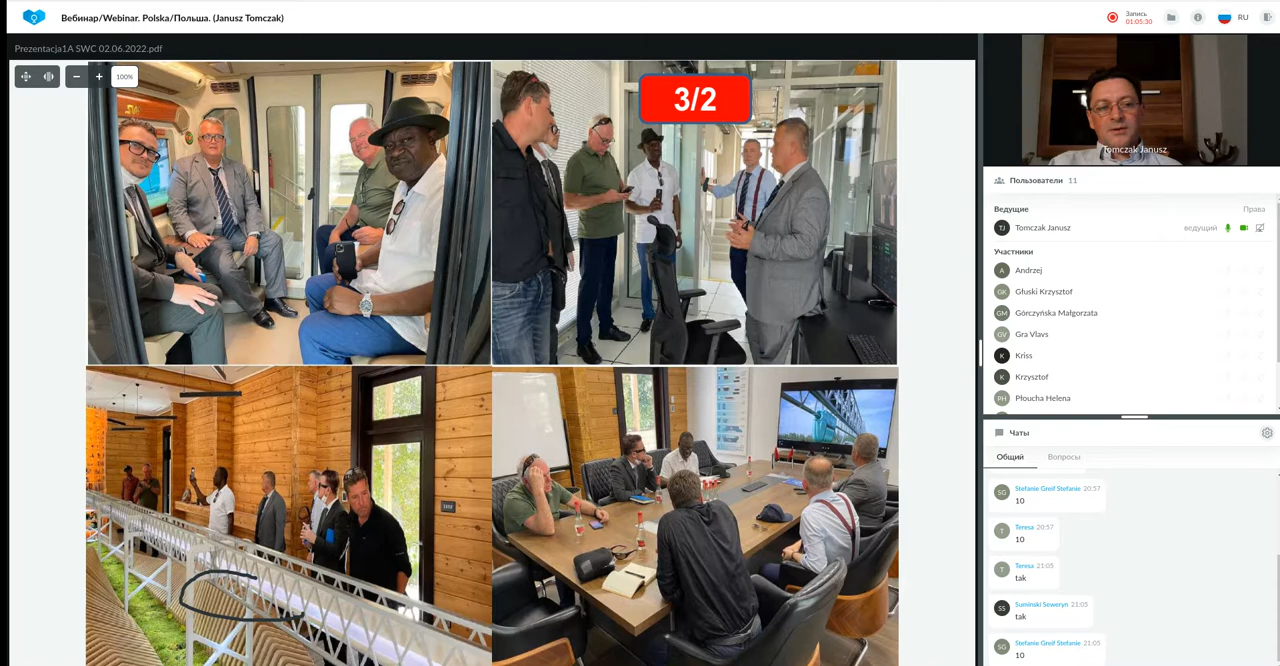 Вебинар/Webinar. Polska/Польша. (Janusz Tomczak)
Запись
01:05:30
RU
Prezentacja1A SWC 02.06.2022.pdf
100%
3/2
Tomczak Janusz
Пользователи 11
Ведущие
Права
TJ
Tomczak Janusz
ведущий
Участники
A
Andrzej
GK
Głuski Krzysztof
GM
Górczyńska Małgorzata
GV
Gra Vlavs
K
Kriss
K
Krzysztof
PH
Płoucha Helena
Чаты
Общий
Вопросы
SG
Stefanie Greif Stefanie 20:57
10
T
Teresa 20:57
10
T
Teresa 21:05
tak
SS
Sumiński Seweryn 21:05
tak
SG
Stefanie Greif Stefanie 21:05
10